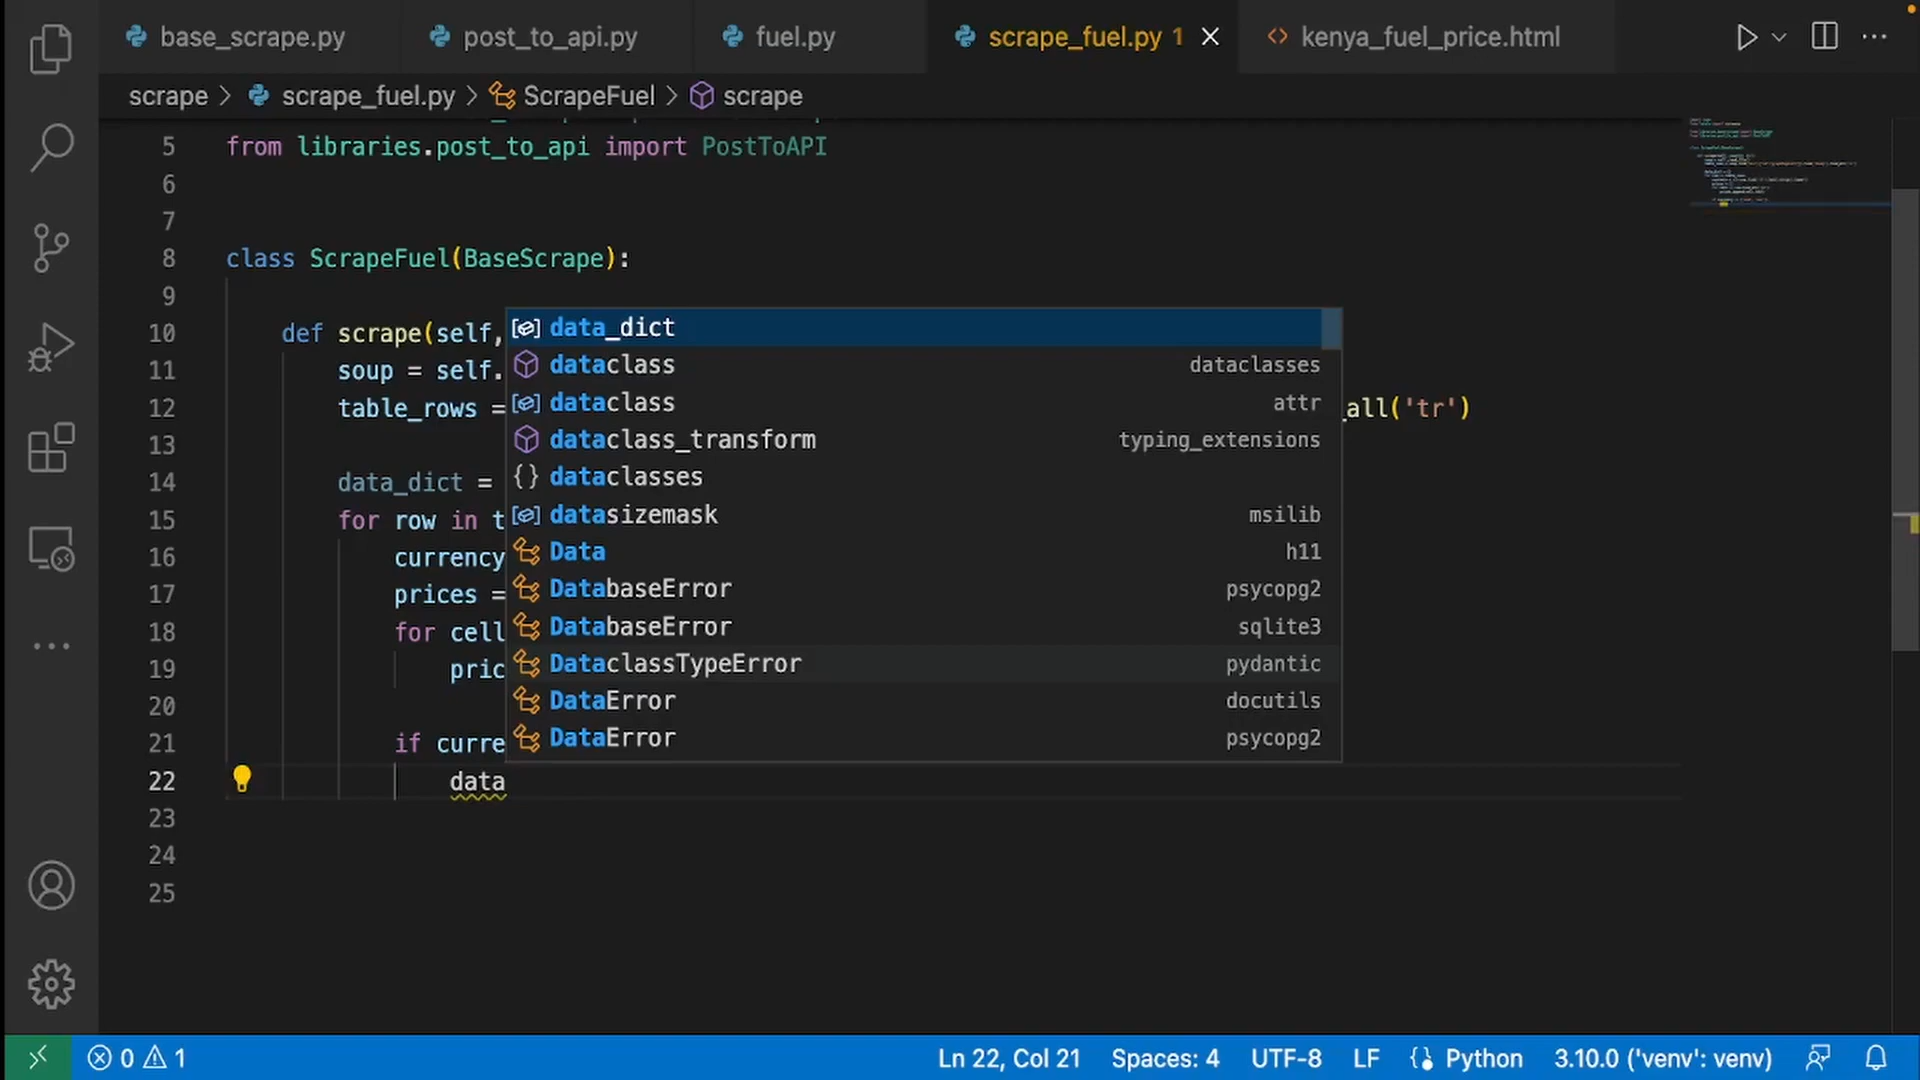 base_scrape.py post_to_api.py fuel.py scrape_fuel.py 1 kenya_fuel_price.html
scrape > scrape_fuel.py > ScrapeFuel > scrape
5 from libraries.post_to_api import PostToAPI
6
7
8 class ScrapeFuel(BaseScrape):
9
10 def scrape(self,
11 soup = self.
12 table_rows = _all('tr')
13
14 data_dict =
15 for row in t
16 currency
17 prices =
18 for cell
19 pric
20
21 if curre
22 data
23
24
25
data_dict
dataclass dataclasses
dataclass attr
dataclass_transform typing_extensions
{} dataclasses
datasizemask msilib
Data h11
DatabaseError psycopg2
DatabaseError sqlite3
DataclassTypeError pydantic
DataError docutils
DataError psycopg2
0 1 Ln 22, Col 21 Spaces: 4 UTF-8 LF Python 3.10.0 ('venv': venv)